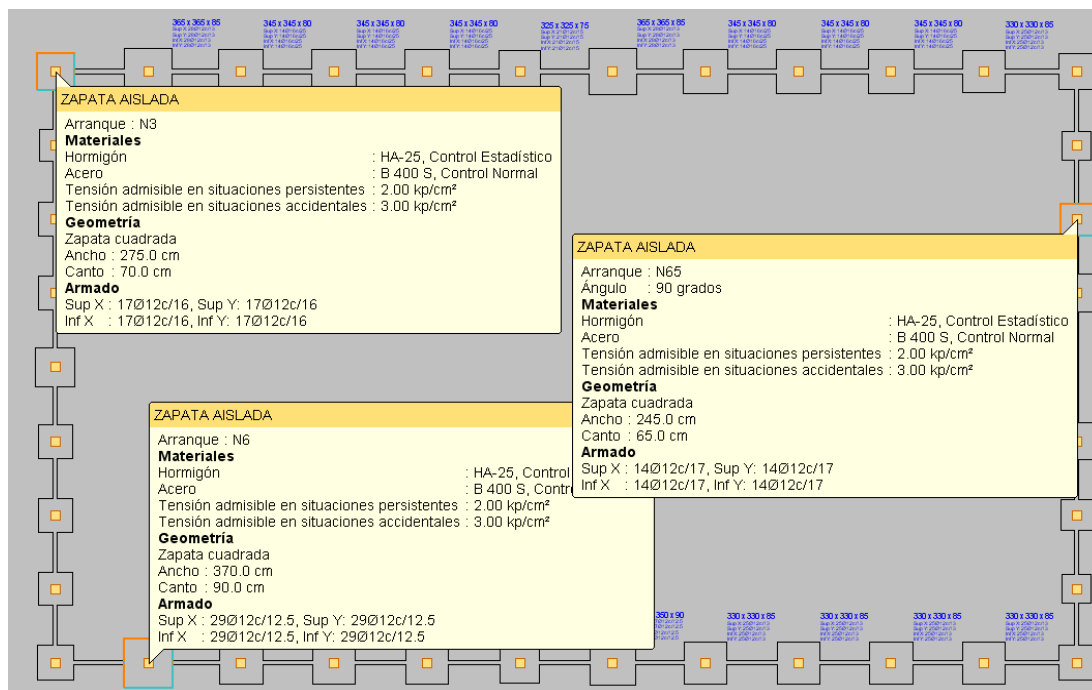 365 x 365 x 85
345 x 345 x 80
345 x 345 x 80
345 x 345 x 80
325 x 325 x 75
365 x 365 x 85
345 x 345 x 80
345 x 345 x 80
345 x 345 x 80
330 x 330 x 85
ZAPATA AISLADA
Arranque : N3
Materiales
Hormigón : HA-25, Control Estadístico
Acero : B 400 S, Control Normal
Tensión admisible en situaciones persistentes : 2.00 kp/cm²
Tensión admisible en situaciones accidentales : 3.00 kp/cm²
Geometría
Zapata cuadrada
Ancho : 275.0 cm
Canto : 70.0 cm
Armado
Sup X : 17Ø12c/16, Sup Y: 17Ø12c/16
Inf X : 17Ø12c/16, Inf Y: 17Ø12c/16
ZAPATA AISLADA
Arranque : N65
Ángulo : 90 grados
Materiales
Hormigón : HA-25, Control Estadístico
Acero : B 400 S, Control Normal
Tensión admisible en situaciones persistentes : 2.00 kp/cm²
Tensión admisible en situaciones accidentales : 3.00 kp/cm²
Geometría
Zapata cuadrada
Ancho : 245.0 cm
Canto : 65.0 cm
Armado
Sup X : 14Ø12c/17, Sup Y: 14Ø12c/17
Inf X : 14Ø12c/17, Inf Y: 14Ø12c/17
ZAPATA AISLADA
Arranque : N6
Materiales
Hormigón : HA-25, Control
Acero : B 400 S, Contr
Tensión admisible en situaciones persistentes : 2.00 kp/cm²
Tensión admisible en situaciones accidentales : 3.00 kp/cm²
Geometría
Zapata cuadrada
Ancho : 370.0 cm
Canto : 90.0 cm
Armado
Sup X : 29Ø12c/12.5, Sup Y: 29Ø12c/12.5
Inf X : 29Ø12c/12.5, Inf Y: 29Ø12c/12.5
350 x 90
330 x 330 x 85
330 x 330 x 85
330 x 330 x 85
330 x 330 x 85